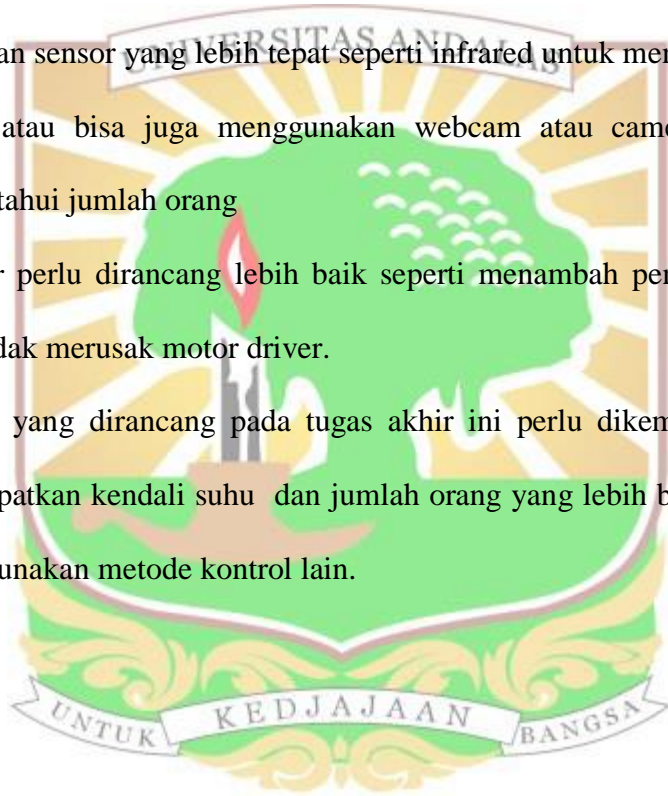 UNIVERSITAS ANDALAS
an sensor yang lebih tepat seperti infrared untuk men
atau bisa juga menggunakan webcam atau came
tahui jumlah orang
r perlu dirancang lebih baik seperti menambah pen
dak merusak motor driver.
yang dirancang pada tugas akhir ini perlu dikem
patkan kendali suhu dan jumlah orang yang lebih b
unakan metode kontrol lain.
UNTUK KEDJAJAAN BANGSA